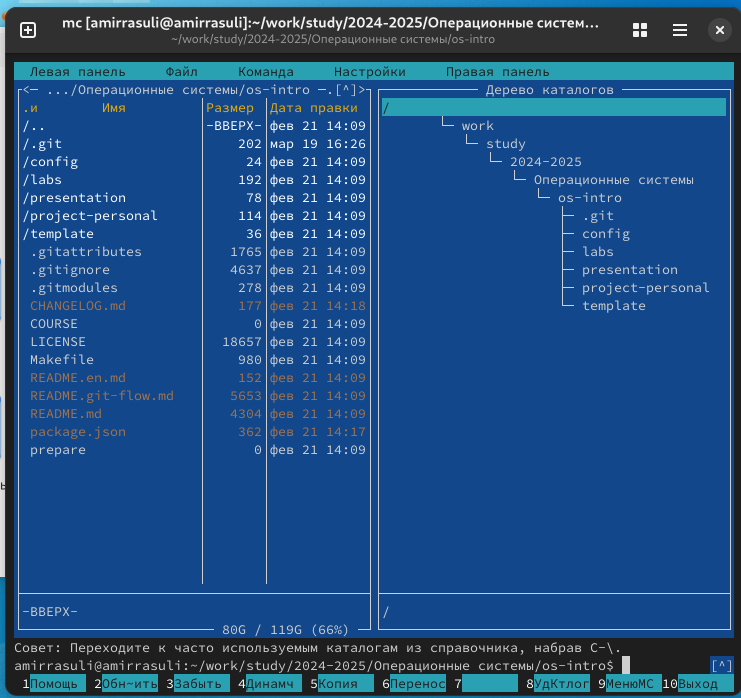 mc [amirrasuli@amirrasuli]:~/work/study/2024-2025/Операционные систем…
~/work/study/2024-2025/Операционные системы/os-intro
Левая панель Файл Команда Настройки Правая панель
<— .../Операционные системы/os-intro —.[^]>
.и Имя Размер Дата правки
/.. -ВВЕРХ- фев 21 14:09
/.git 202 мар 19 16:26
/config 24 фев 21 14:09
/labs 192 фев 21 14:09
/presentation 78 фев 21 14:09
/project-personal 114 фев 21 14:09
/template 36 фев 21 14:09
.gitattributes 1765 фев 21 14:09
.gitignore 4637 фев 21 14:09
.gitmodules 278 фев 21 14:09
CHANGELOG.md 177 фев 21 14:18
COURSE 0 фев 21 14:09
LICENSE 18657 фев 21 14:09
Makefile 980 фев 21 14:09
README.en.md 152 фев 21 14:09
README.git-flow.md 5653 фев 21 14:09
README.md 4304 фев 21 14:09
package.json 362 фев 21 14:17
prepare 0 фев 21 14:09
-ВВЕРХ-
80G / 119G (66%)
Дерево каталогов
/
work
study
2024-2025
Операционные системы
os-intro
.git
config
labs
presentation
project-personal
template
/
Совет: Переходите к часто используемым каталогам из справочника, набрав C-\.
amirrasuli@amirrasuli:~/work/study/2024-2025/Операционные системы/os-intro$ [^]
1Помощь 2Обн~ить 3Забыть 4Динамч 5Копия 6Перенос 7 8УдКтлог 9МенюМС 10Выход